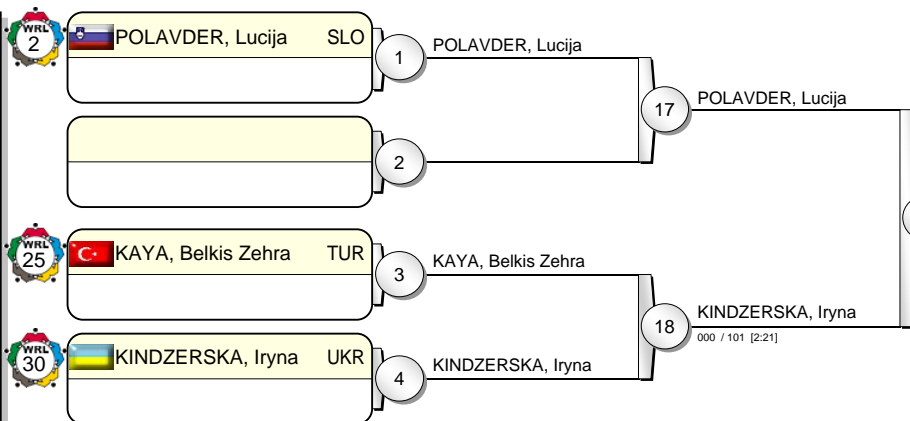 WRL
2
POLAVDER, Lucija SLO
1
POLAVDER, Lucija
2
17
POLAVDER, Lucija
WRL
25
KAYA, Belkis Zehra TUR
3
KAYA, Belkis Zehra
WRL
30
KINDZERSKA, Iryna UKR
4
KINDZERSKA, Iryna
18
KINDZERSKA, Iryna
000 / 101 [2:21]